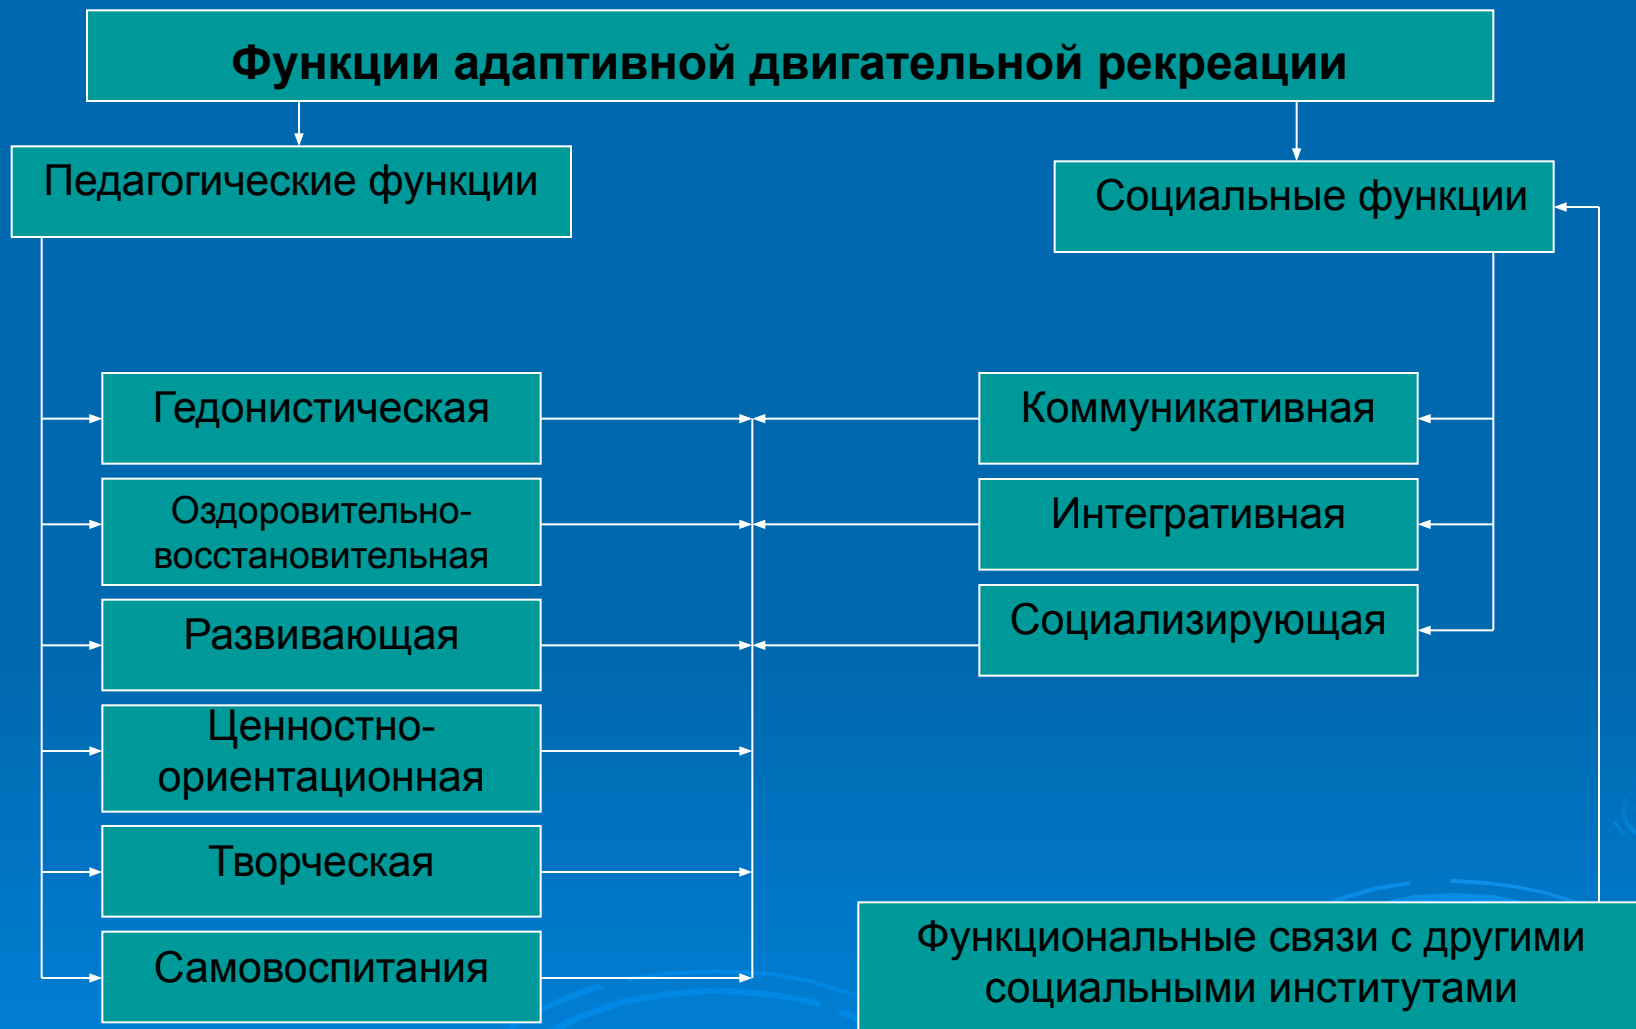 Функции адаптивной двигательной рекреации
Педагогические функции
Социальные функции
Гедонистическая
Оздоровительно-
восстановительная
Развивающая
Ценностно-
ориентационная
Творческая
Самовоспитания
Коммуникативная
Интегративная
Социализирующая
Функциональные связи с другими
социальными институтами